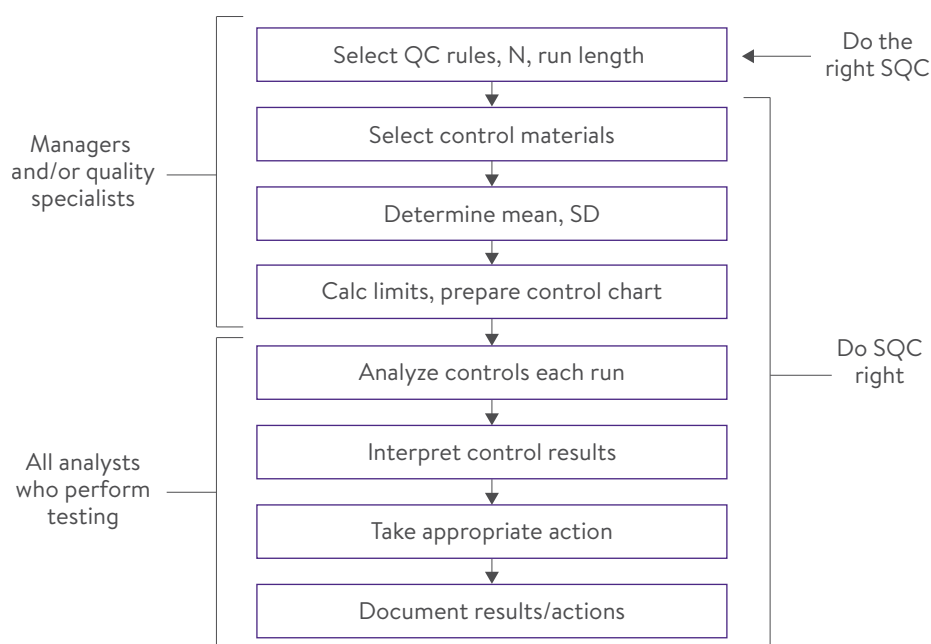 Select QC rules, N, run length
Do the
right SQC
Select control materials
Managers
and/or quality
specialists
Determine mean, SD
Calc limits, prepare control chart
Analyze controls each run
Do SQC
right
Interpret control results
All analysts
who perform
testing
Take appropriate action
Document results/actions